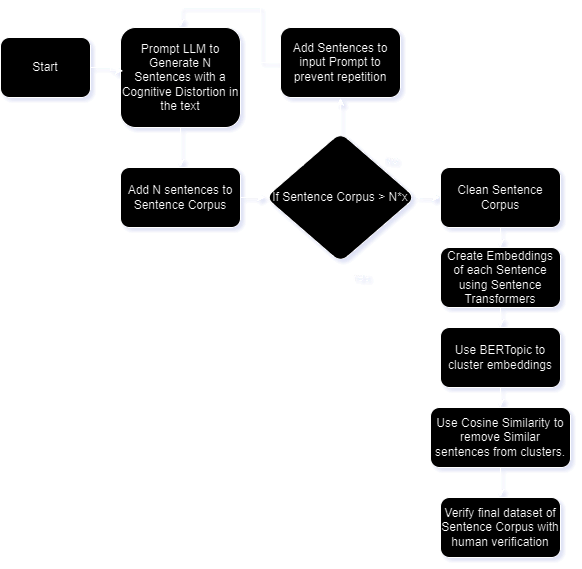 Start
Prompt LLM to
Generate N
Sentences with a
Cognitive Distortion in
the text
Add Sentences to
input Prompt to
prevent repetition
Add N sentences to
Sentence Corpus
If Sentence Corpus > N*x
Clean Sentence
Corpus
Create Embeddings
of each Sentence
using Sentence
Transformers
Use BERTopic to
cluster embeddings
Use Cosine Similarity to
remove Similar
sentences from clusters.
Verify final dataset of
Sentence Corpus with
human verification